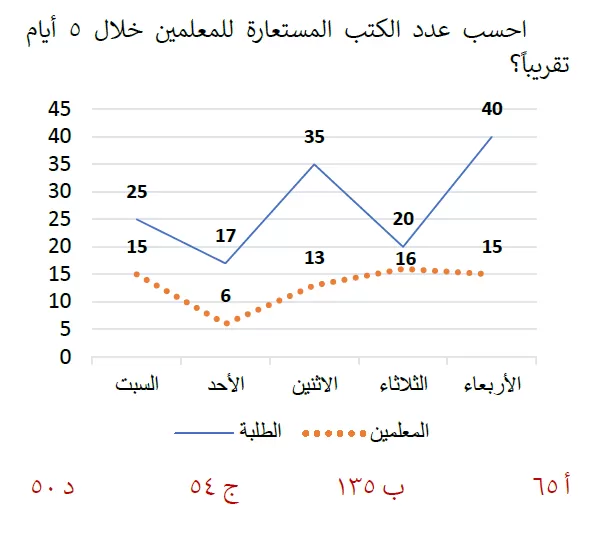 احسب عدد الكتب المستعارة للمعلمين خلال ٥ أيام
تقريباً؟
45
40
35
30
25
20
15
10
5
0
25
17
35
20
40
15
6
13
16
15
السبت
الأحد
الاثنين
الثلاثاء
الأربعاء
الطلبة
المعلمين
أ ٦٥ ب ١٣٥ ج ٥٤ د ٥٠